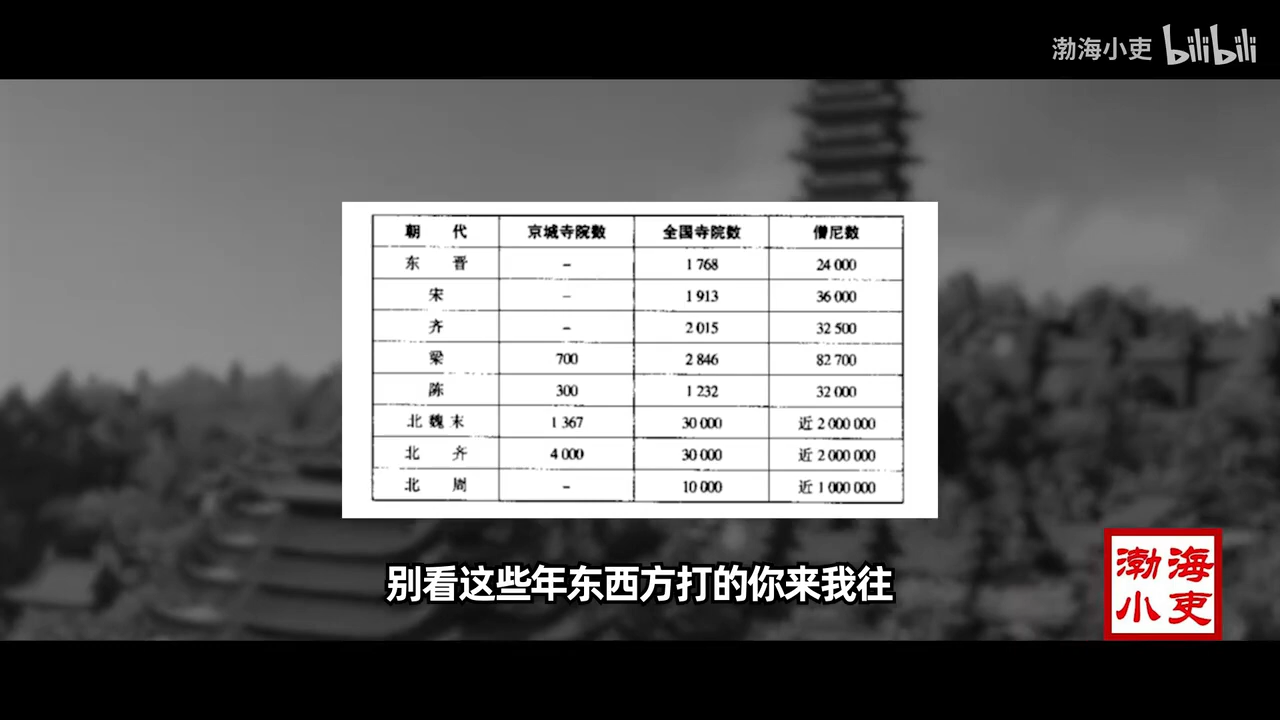 渤海小吏 bilibili
朝 代 京城寺院数 全国寺院数 僧尼数
东 晋 – 1 768 24 000
宋 – 1 913 36 000
齐 – 2 015 32 500
梁 700 2 846 82 700
陈 300 1 232 32 000
北 魏 末 1 367 30 000 近 2 000 000
北 齐 4 000 30 000 近 2 000 000
北 周 – 10 000 近 1 000 000
别看这些年东西方打的你来我往
渤海
小吏